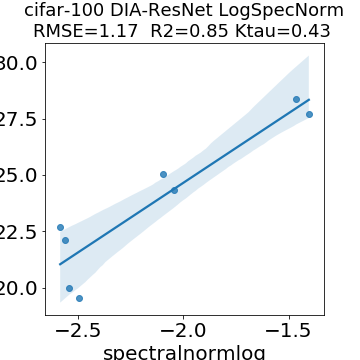 cifar-100 DIA-ResNet LogSpecNorm
RMSE=1.17 R2=0.85 Ktau=0.43
30.0
27.5
25.0
22.5
20.0
−2.5 −2.0 −1.5
spectralnormlog